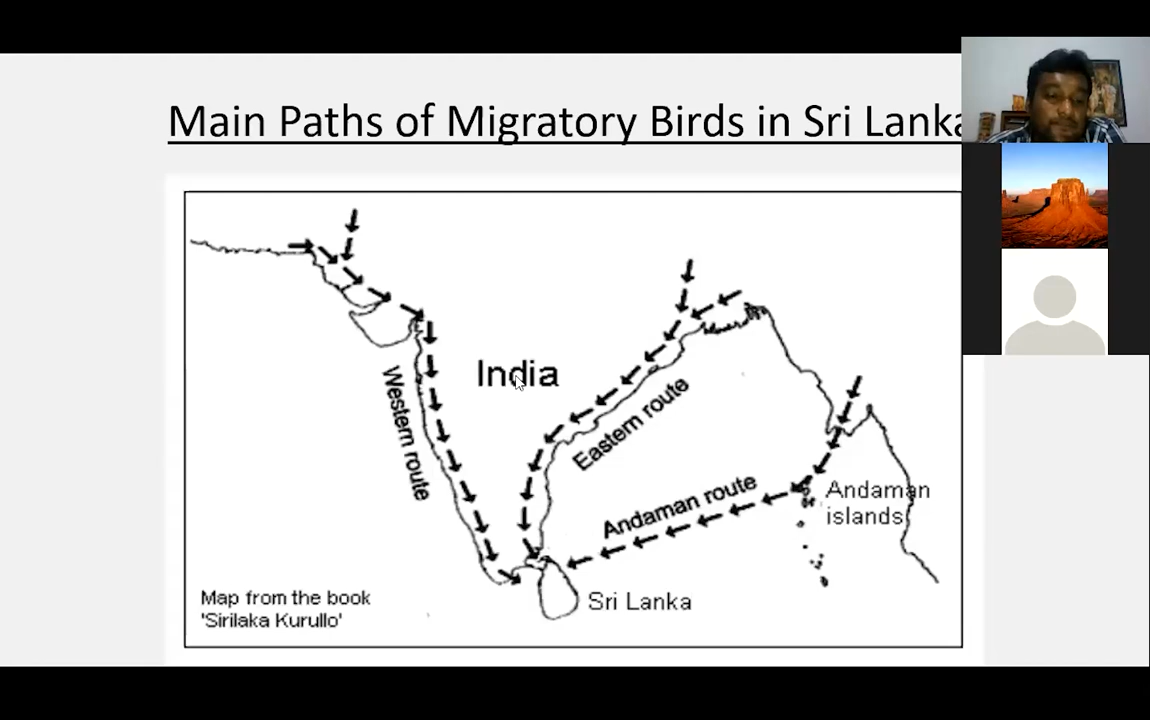 Main Paths of Migratory Birds in Sri Lanka
India
Western route
Eastern route
Andaman route
Andaman
islands
Sri Lanka
Map from the book
'Sirilaka Kurullo'